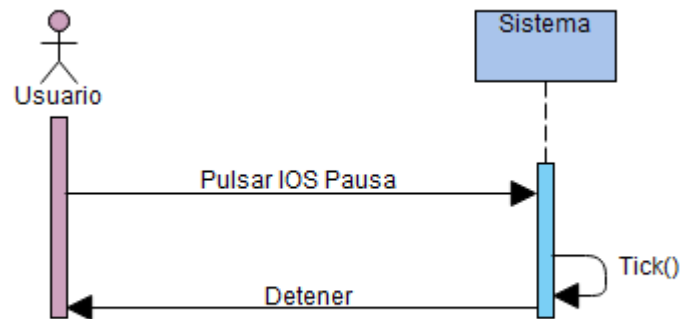 Sistema
Usuario
Pulsar IOS Pausa
Tick()
Detener